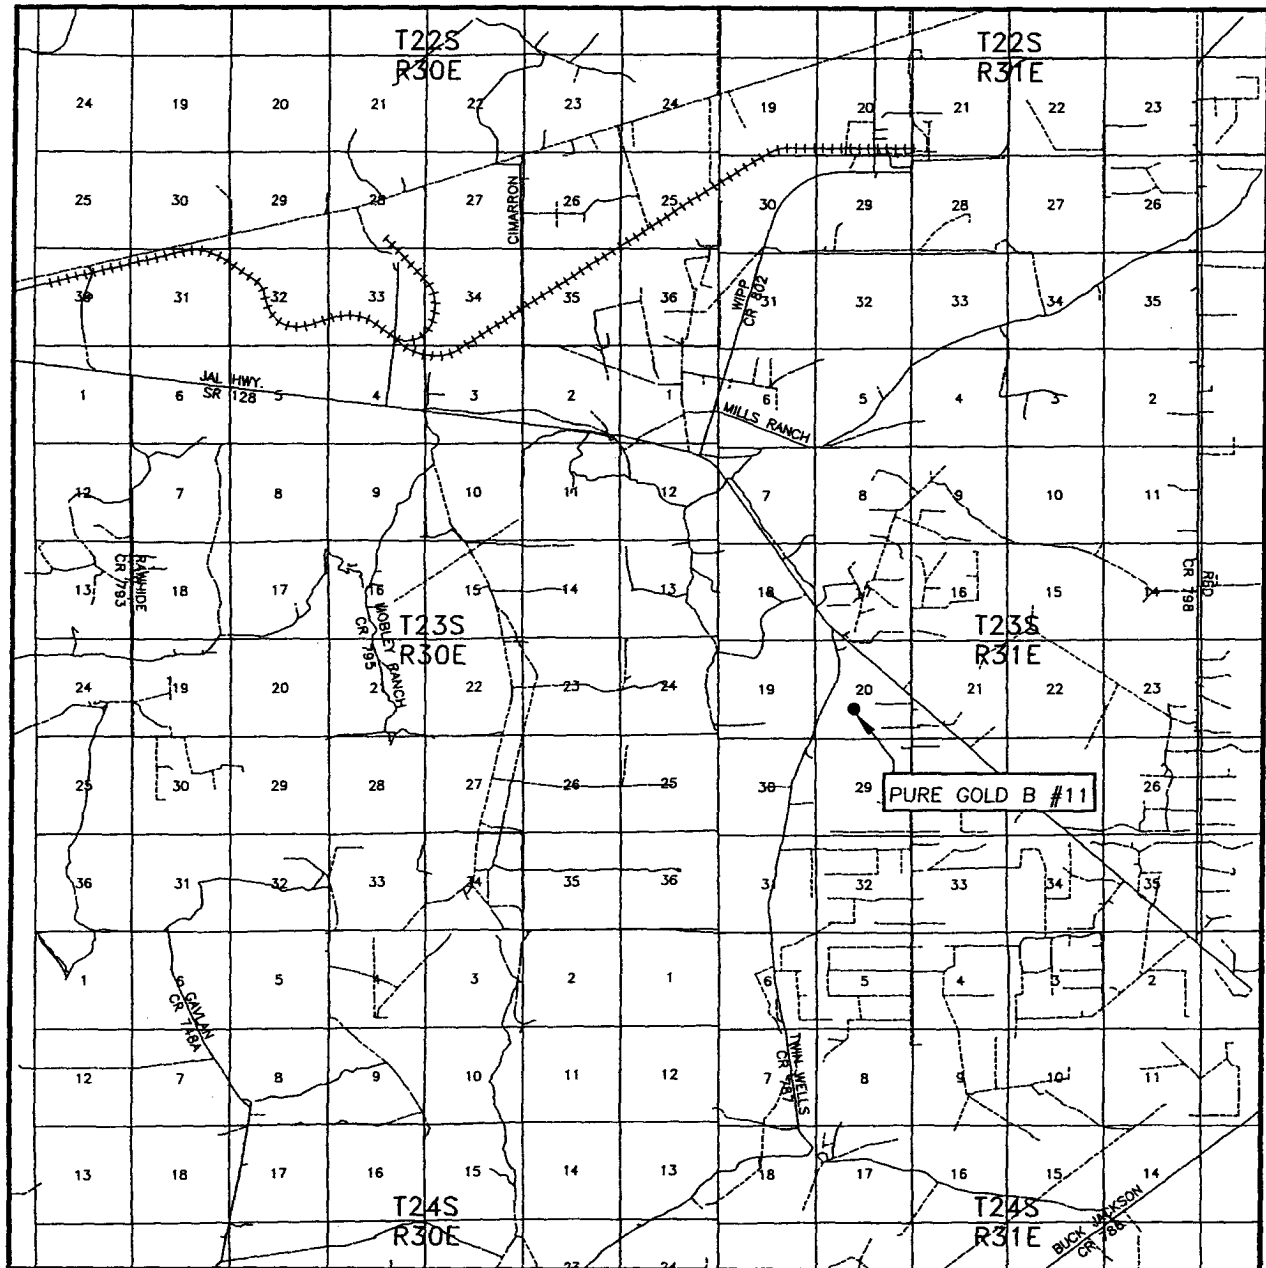 T22S
R30E
T22S
R31E
24 19 20 21 22 23 24 19 20 21 22 23
25 30 29 28 27 26 25 30 29 28 27 26
CIMARRON
36 31 32 33 34 35 36 31 32 33 34 35
WIPP
CR 802
JAL HWY.
SR 128
1 6 5 4 3 2 1 6 5 4 3 2
MILLS RANCH
12 7 8 9 10 11 12 7 8 9 10 11
RAWHIDE
CR 793
13 18 17 16 15 14 13 18 17 16 15 14
RBD
CR 798
MOBLEY RANCH
CR 795
T23S
R30E
T23S
R31E
24 19 20 21 22 23 24 19 20 21 22 23
25 30 29 28 27 26 25 30 29 26
PURE GOLD B #11
36 31 32 33 34 35 36 31 32 33 34 35
1 6 5 4 3 2 1 6 5 4 3 2
GAVLAN
CR 748A
TWIN WELLS
CR 787
12 7 8 9 10 11 12 7 8 9 10 11
13 18 17 16 15 14 13 18 17 16 15 14
T24S
R30E
T24S
R31E
BUCK JACKSON
CR 786
23 24